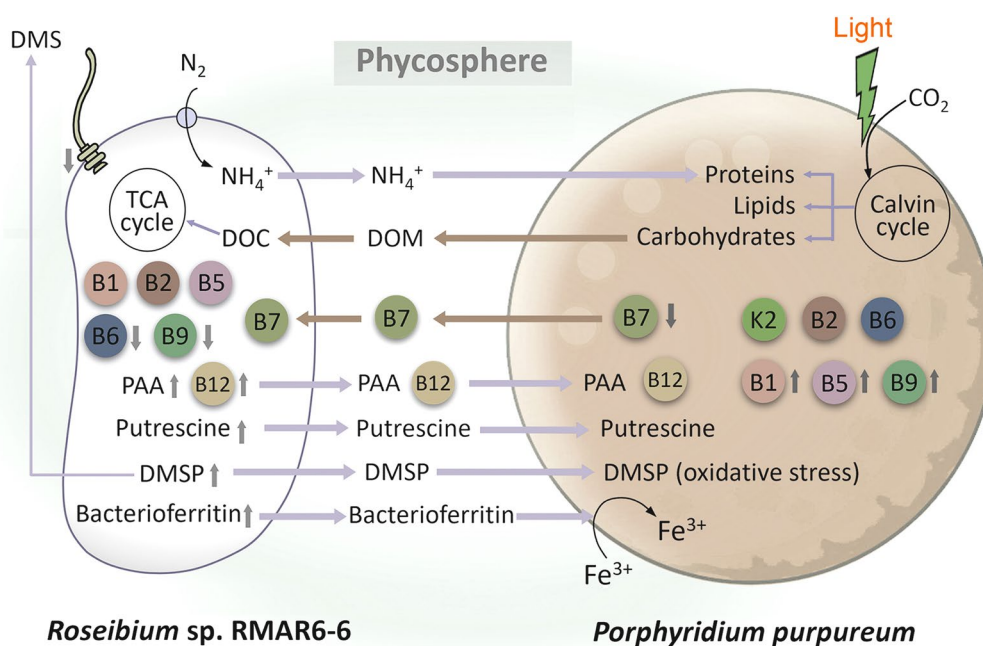 Light
DMS
Phycosphere
N₂
CO₂
NH₄⁺ NH₄⁺ Proteins
TCA cycle
Lipids
Calvin cycle
DOC DOM Carbohydrates
B1 B2 B5
B7 B7 B7 K2 B2 B6
B6 B9
PAA B12 PAA B12 PAA B12 B1 B5 B9
Putrescine Putrescine Putrescine
DMSP DMSP DMSP (oxidative stress)
Bacterioferritin Bacterioferritin
Fe³⁺
Fe³⁺
Roseibium sp. RMAR6-6 Porphyridium purpureum